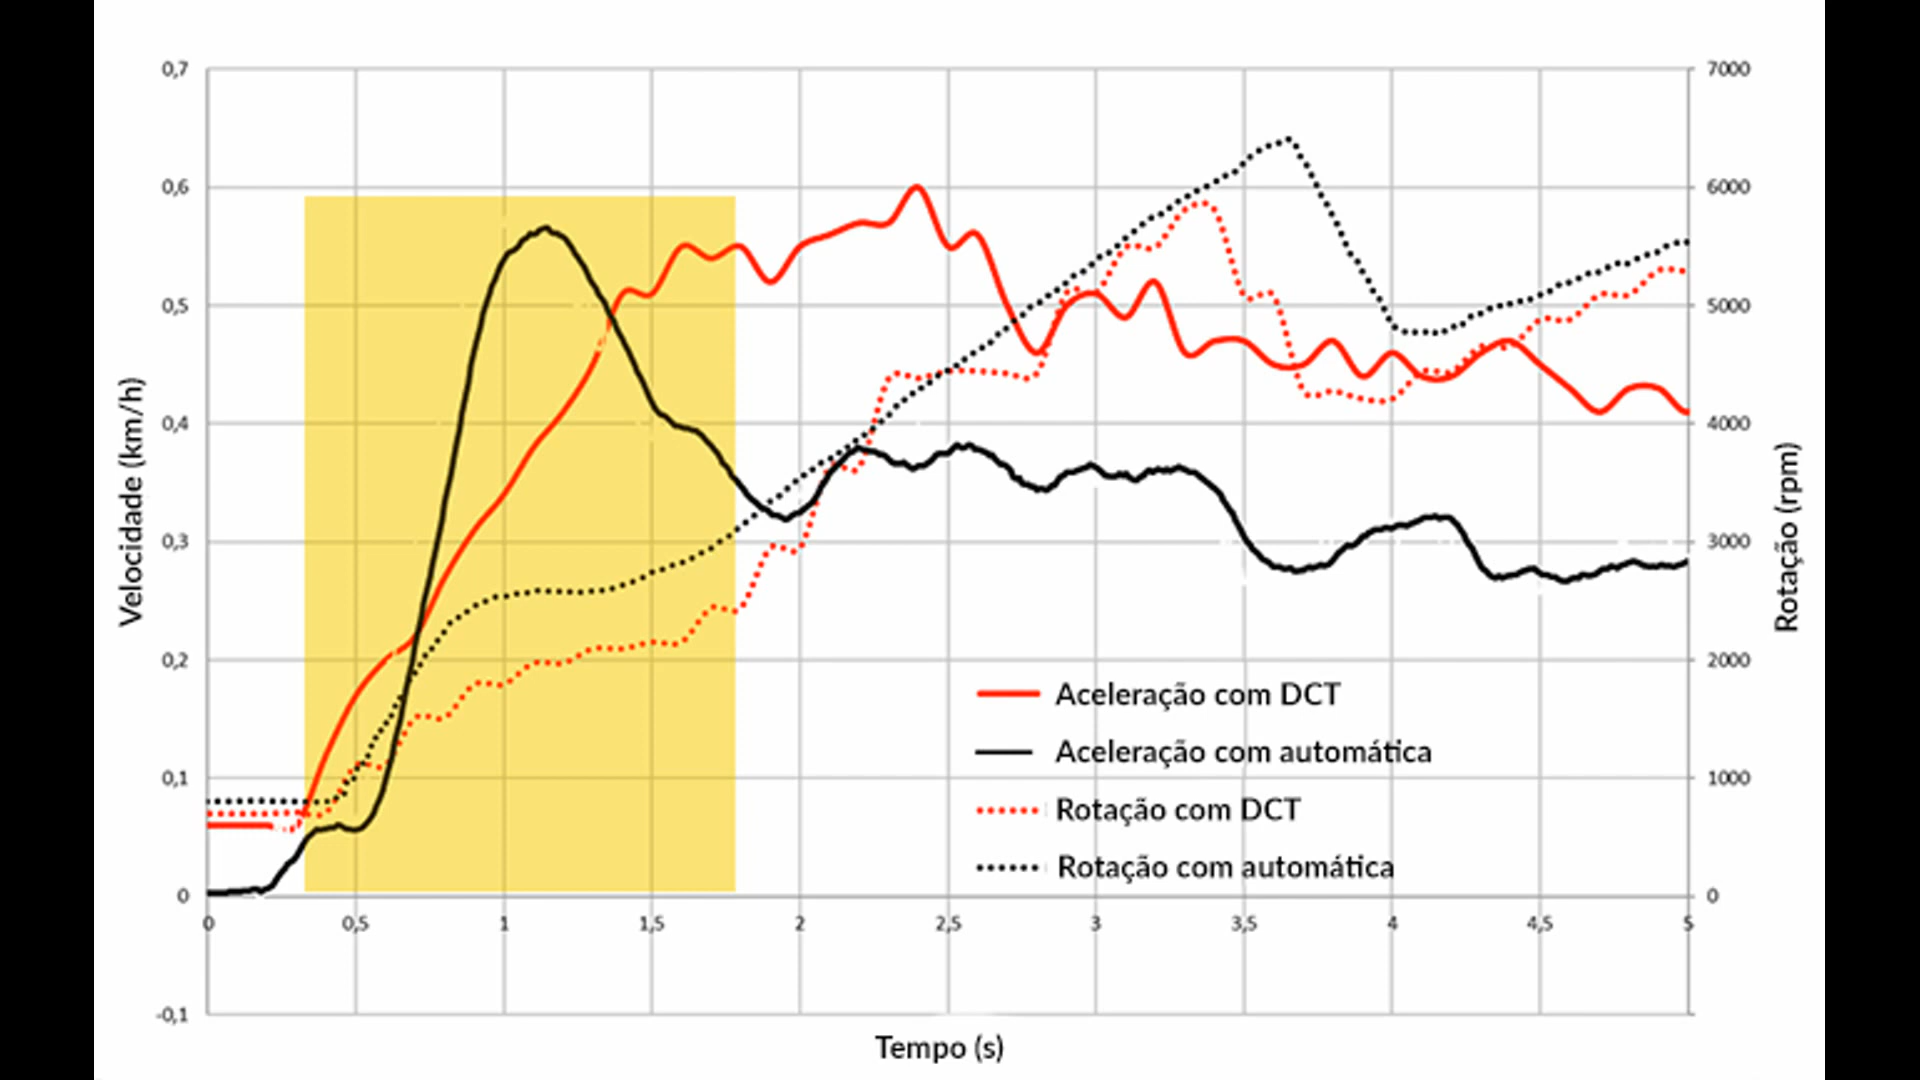 0,7
7000
0,6
6000
0,5
5000
0,4
4000
0,3
3000
0,2
2000
0,1
1000
0
0
-0,1
0 0,5 1 1,5 2 2,5 3 3,5 4 4,5 5
Velocidade (km/h)
Rotação (rpm)
Tempo (s)
Aceleração com DCT
Aceleração com automática
Rotação com DCT
Rotação com automática